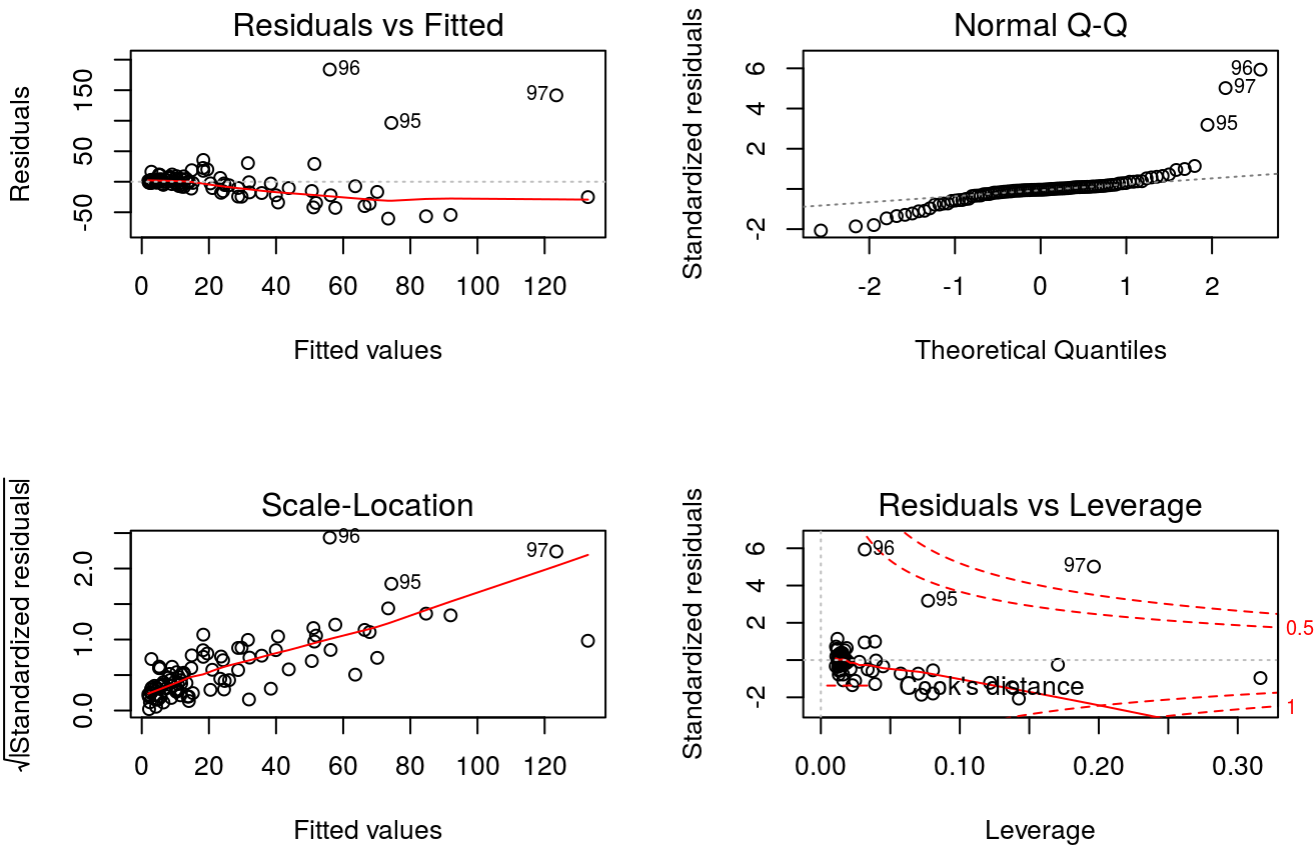 Residuals vs Fitted
Residuals
150
50
-50
96
95
97
0 20 40 60 80 100 120
Fitted values
Normal Q-Q
Standardized residuals
6
4
2
-2
96
97
95
-2 -1 0 1 2
Theoretical Quantiles
Scale-Location
√|Standardized residuals|
2.0
1.0
0.0
96
95
97
0 20 40 60 80 100 120
Fitted values
Residuals vs Leverage
Standardized residuals
6
4
2
-2
96
97
95
Cook's distance
0.5
1
0.00 0.10 0.20 0.30
Leverage